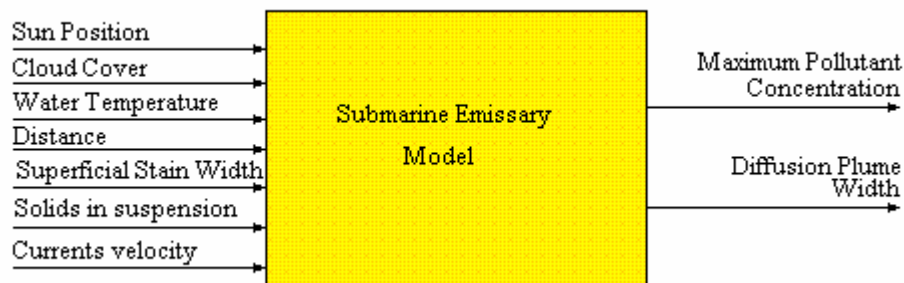 Sun Position
Cloud Cover
Water Temperature
Distance
Superficial Stain Width
Solids in suspension
Currents velocity
Submarine Emissary
Model
Maximum Pollutant
Concentration
Diffusion Plume
Width